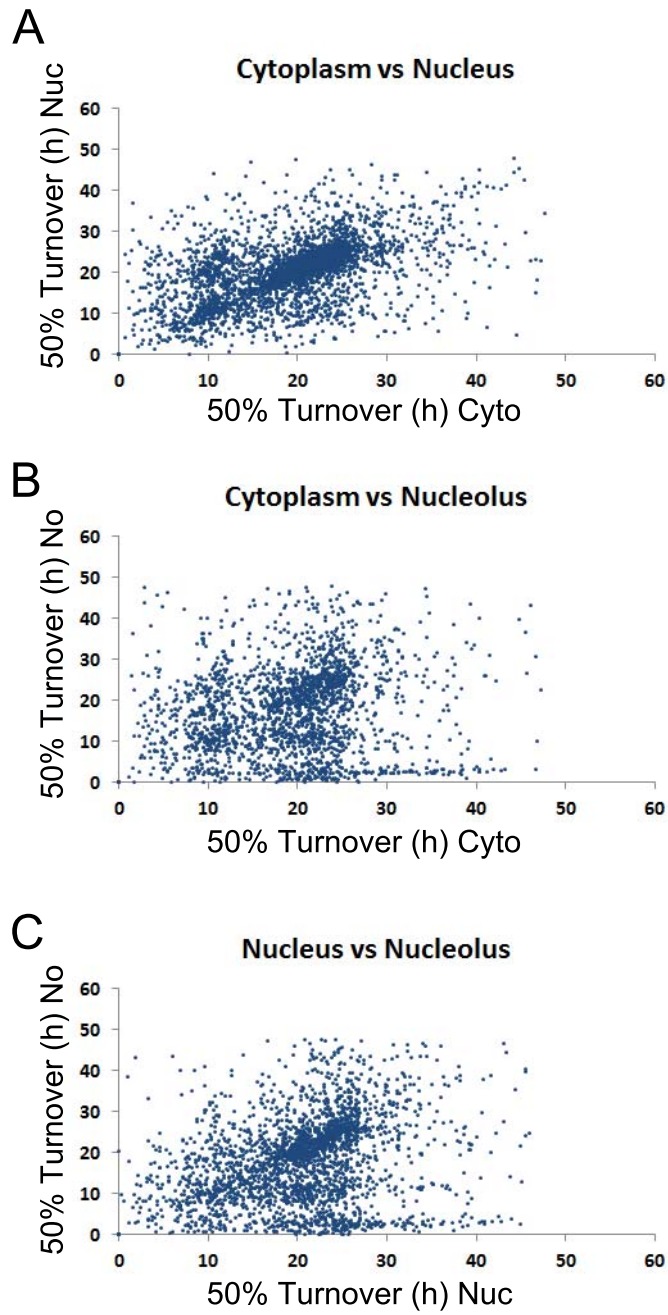 A
Cytoplasm vs Nucleus
50% Turnover (h) Nuc
60
50
40
30
20
10
0
0 10 20 30 40 50 60
50% Turnover (h) Cyto
B
Cytoplasm vs Nucleolus
50% Turnover (h) No
60
50
40
30
20
10
0
0 10 20 30 40 50 60
50% Turnover (h) Cyto
C
Nucleus vs Nucleolus
50% Turnover (h) No
60
50
40
30
20
10
0
0 10 20 30 40 50 60
50% Turnover (h) Nuc